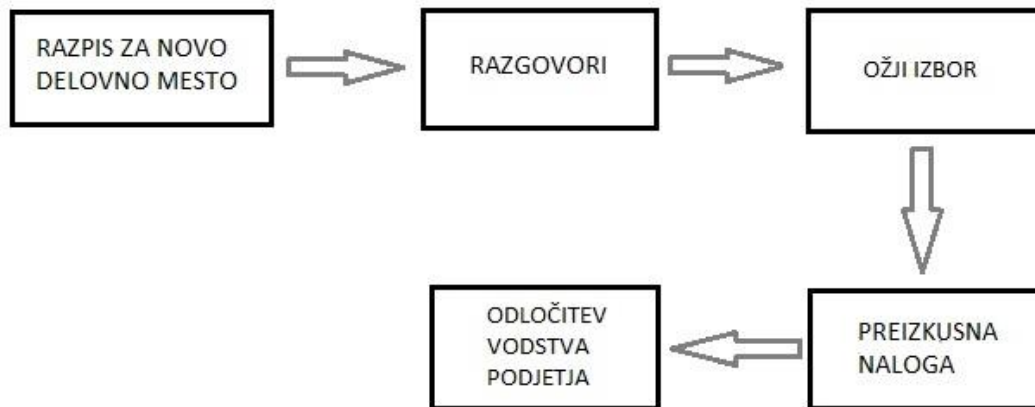 RAZPIS ZA NOVO
DELOVNO MESTO
RAZGOVORI
OŽJI IZBOR
PREIZKUSNA
NALOGA
ODLOČITEV
VODSTVA
PODJETJA